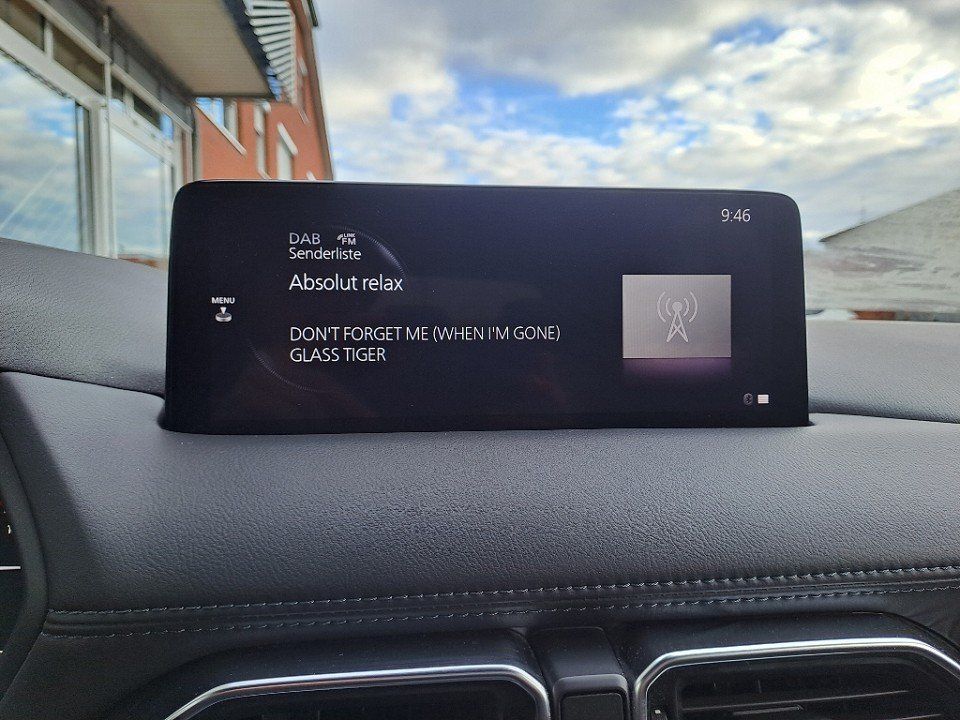 9:46
DAB LINK FM
Senderliste
Absolut relax
MENU
DON'T FORGET ME (WHEN I'M GONE)
GLASS TIGER